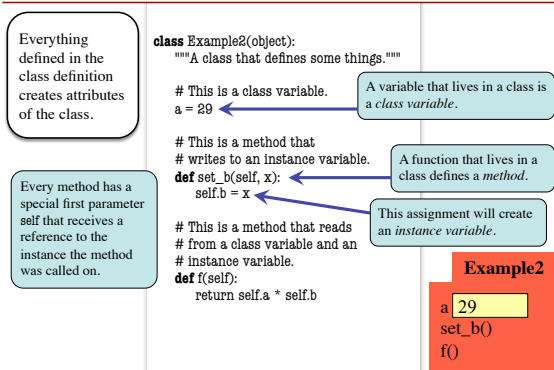 Everything
defined in the
class definition
creates attributes
of the class.
class Example2(object):
"""A class that defines some things."""
# This is a class variable.
a = 29
A variable that lives in a class is
a class variable.
# This is a method that
# writes to an instance variable.
def set_b(self, x):
self.b = x
A function that lives in a
class defines a method.
Every method has a
special first parameter
self that receives a
reference to the
instance the method
was called on.
This assignment will create
an instance variable.
# This is a method that reads
# from a class variable and an
# instance variable.
def f(self):
return self.a * self.b
Example2
a 29
set_b()
f()